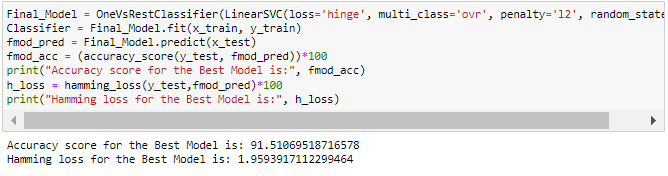 Final_Model = OneVsRestClassifier(LinearSVC(loss='hinge', multi_class='ovr', penalty='l2', random_state
Classifier = Final_Model.fit(x_train, y_train)
fmod_pred = Final_Model.predict(x_test)
fmod_acc = (accuracy_score(y_test, fmod_pred))*100
print("Accuracy score for the Best Model is:", fmod_acc)
h_loss = hamming_loss(y_test,fmod_pred)*100
print("Hamming loss for the Best Model is:", h_loss)
Accuracy score for the Best Model is: 91.51069518716578
Hamming loss for the Best Model is: 1.9593917112299464